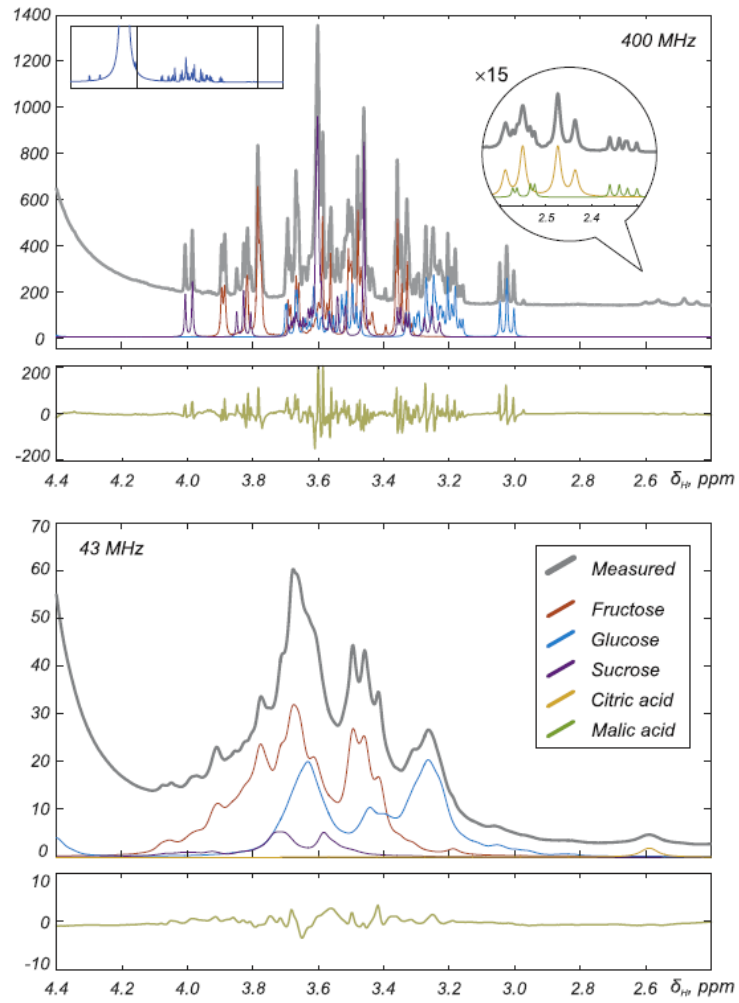 1400
400 MHz
1200
×15
1000
800
600
2.5 2.4
400
200
0
200
0
-200
4.4 4.2 4.0 3.8 3.6 3.4 3.2 3.0 2.6 δH, ppm
70
43 MHz
60
Measured
50
Fructose
40
Glucose
30
Sucrose
20
Citric acid
10
Malic acid
0
10
0
-10
4.4 4.2 4.0 3.8 3.6 3.4 3.2 3.0 2.6 δH, ppm